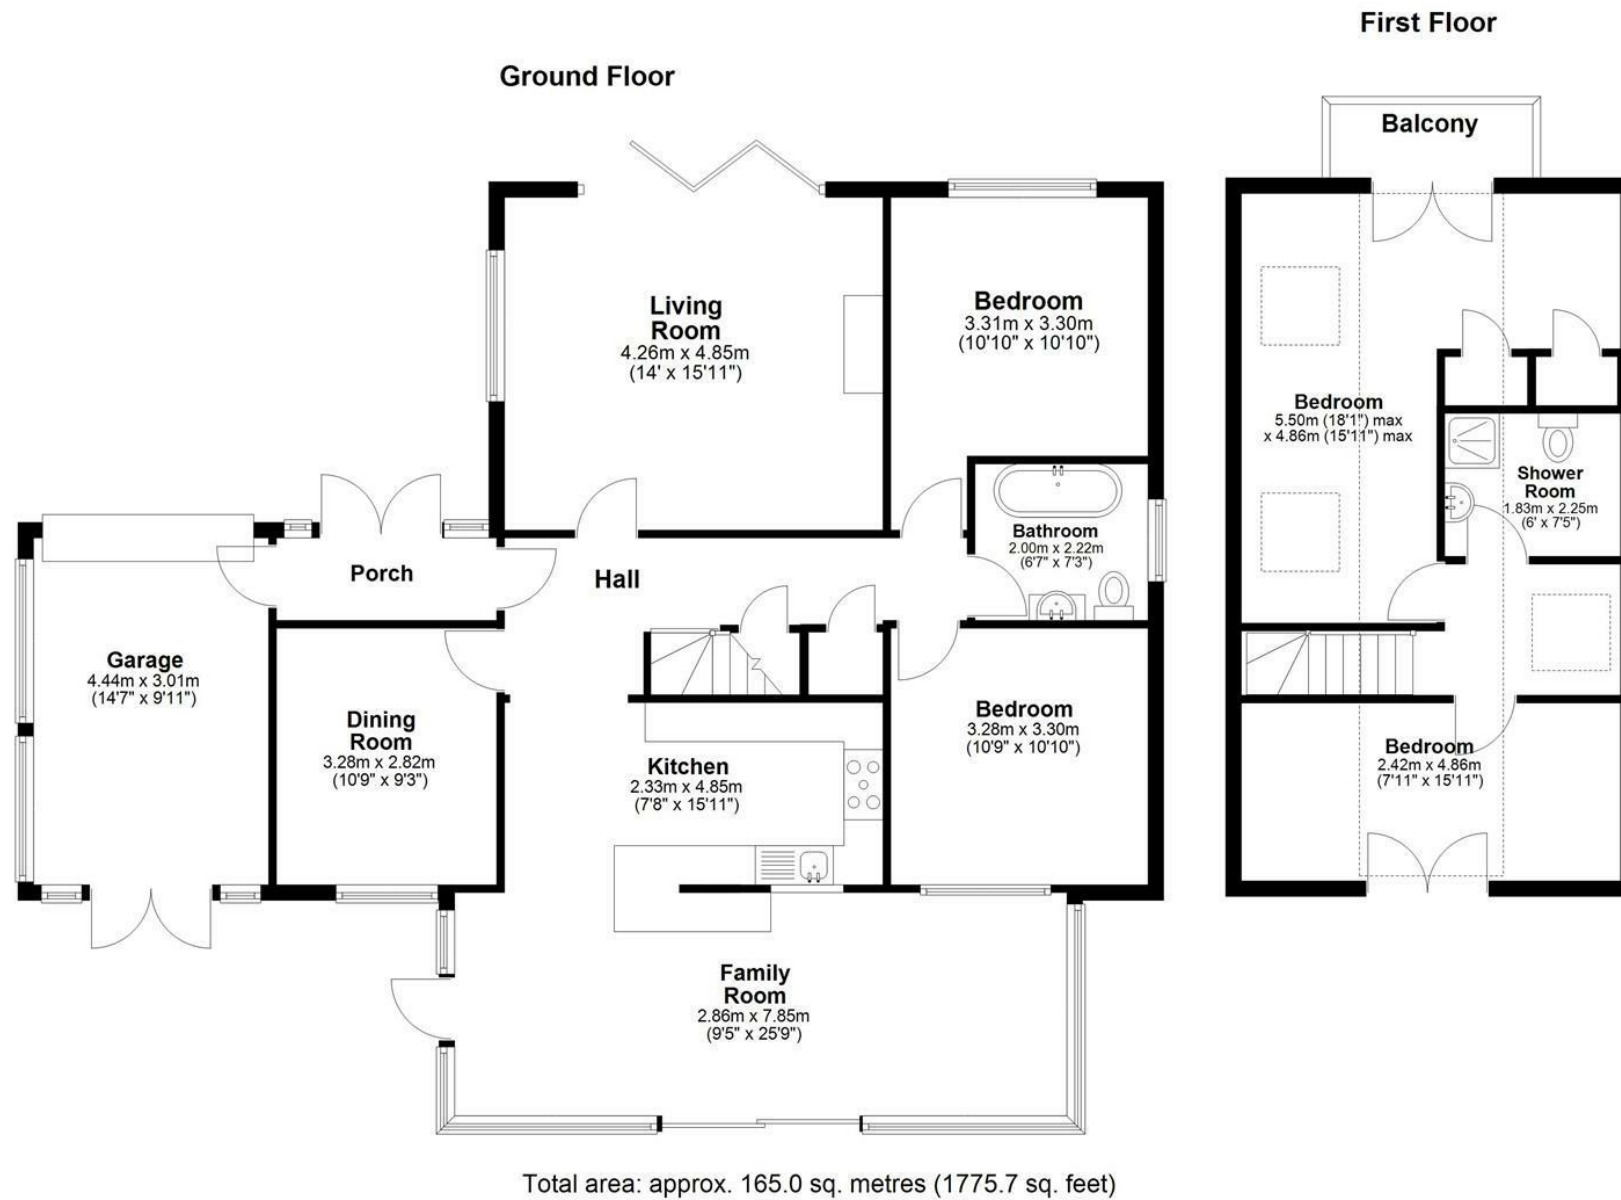 First Floor
Ground Floor
Balcony
Living
Room
4.26m x 4.85m
(14' x 15'11")
Bedroom
3.31m x 3.30m
(10'10" x 10'10")
Bedroom
5.50m (18'1") max
x 4.86m (15'11") max
Shower
Room
1.83m x 2.25m
(6' x 7'5")
Bathroom
2.00m x 2.22m
(6'7" x 7'3")
Porch
Hall
Garage
4.44m x 3.01m
(14'7" x 9'11")
Dining
Room
3.28m x 2.82m
(10'9" x 9'3")
Kitchen
2.33m x 4.85m
(7'8" x 15'11")
Bedroom
3.28m x 3.30m
(10'9" x 10'10")
Bedroom
2.42m x 4.86m
(7'11" x 15'11")
Family
Room
2.86m x 7.85m
(9'5" x 25'9")
Total area: approx. 165.0 sq. metres (1775.7 sq. feet)